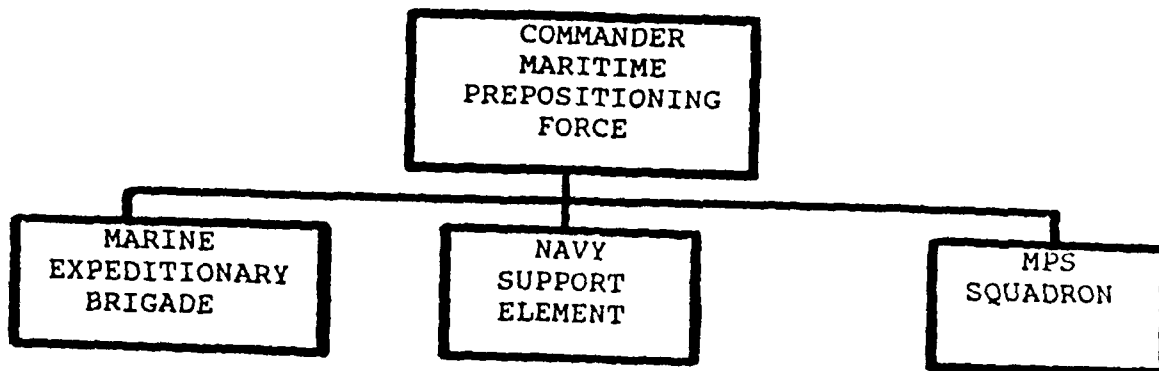 COMMANDER
MARITIME
PREPOSITIONING
FORCE
MARINE
EXPEDITIONARY
BRIGADE
NAVY
SUPPORT
ELEMENT
MPS
SQUADRON